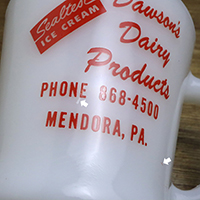 Sealtest
ICE CREAM
Dawson's
Dairy
Products
PHONE 868-4500
MENDORA, PA.